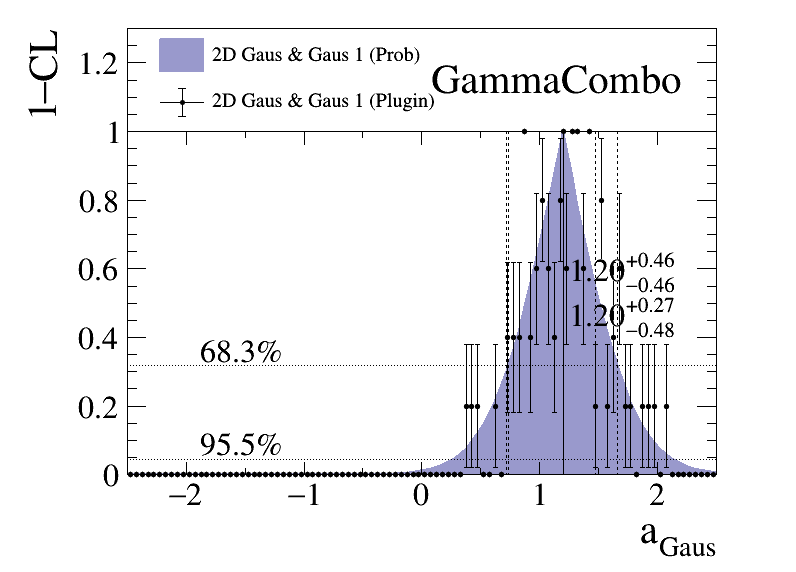 1–CL
2D Gaus & Gaus 1 (Prob)
2D Gaus & Gaus 1 (Plugin)
GammaCombo
1.2
1
0.8
0.6
0.4
0.2
0
1.20 +0.46 −0.46
1.20 +0.27 −0.48
68.3%
95.5%
−2 −1 0 1 2
a Gaus